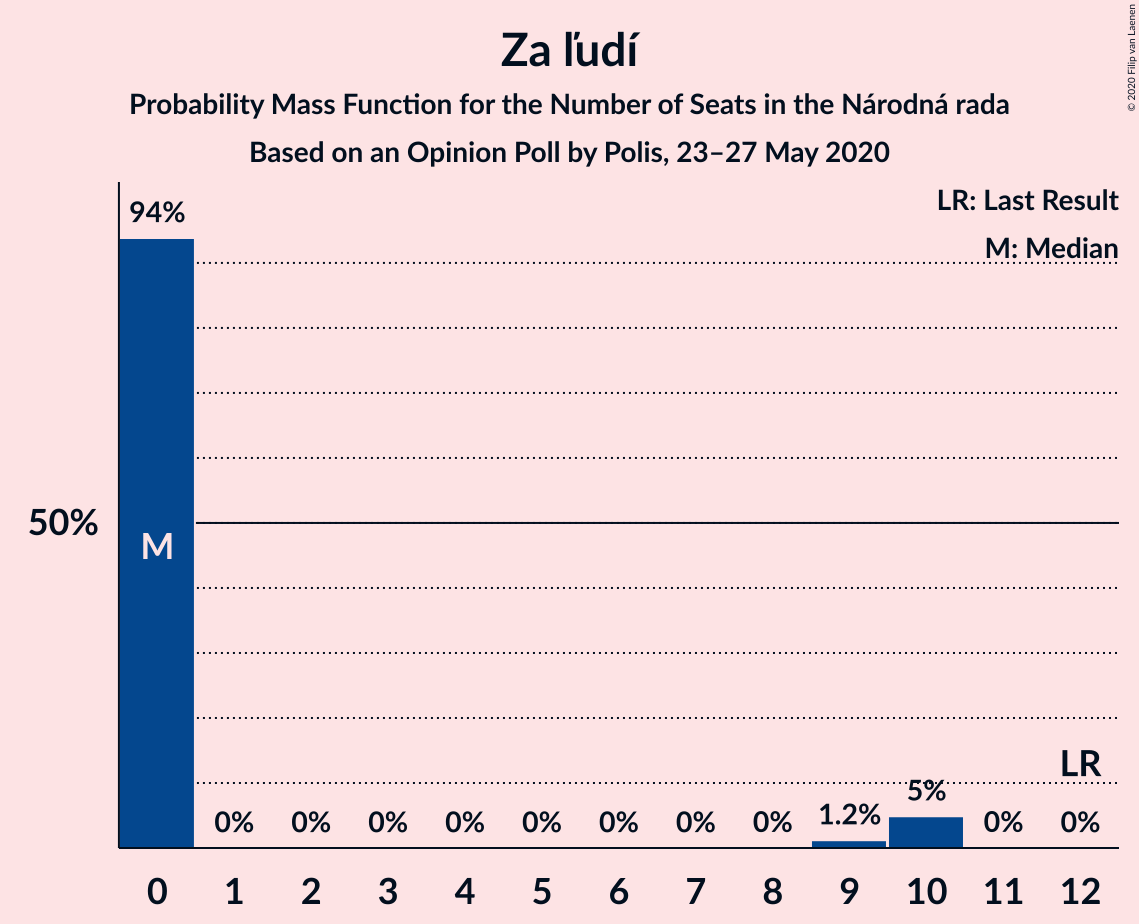 Za ľudí
Probability Mass Function for the Number of Seats in the Národná rada
Based on an Opinion Poll by Polis, 23–27 May 2020
© 2020 Filip van Laenen
LR: Last Result
M: Median
94%
50%
M
LR
0% 0% 0% 0% 0% 0% 0% 0% 1.2% 5% 0% 0%
0 1 2 3 4 5 6 7 8 9 10 11 12